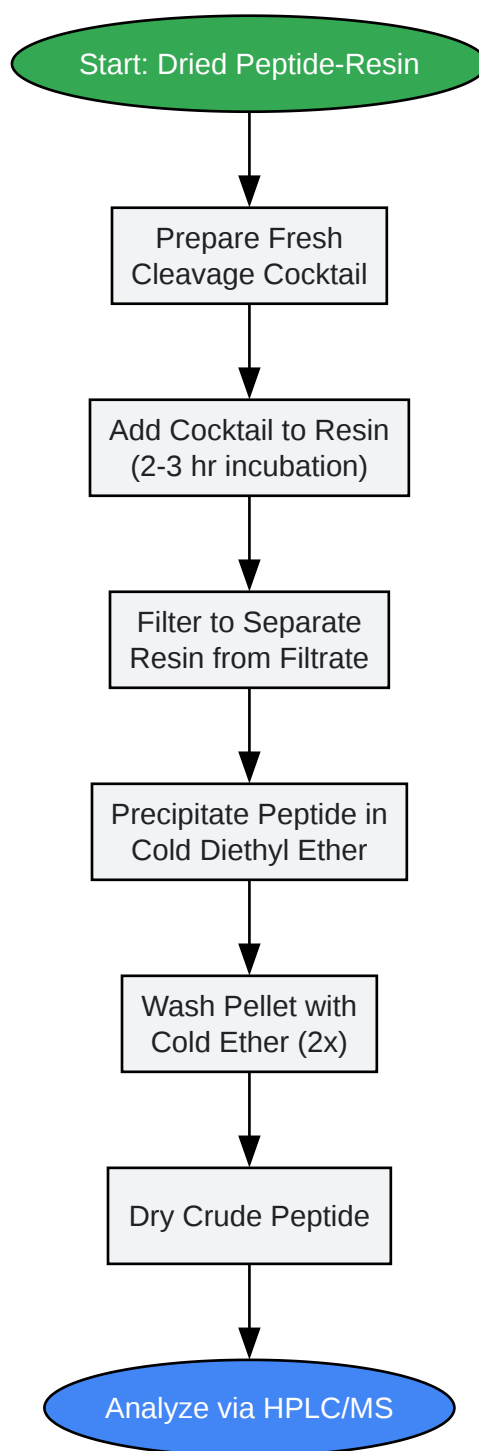 Start: Dried Peptide-Resin
Prepare Fresh
Cleavage Cocktail
Add Cocktail to Resin
(2-3 hr incubation)
Filter to Separate
Resin from Filtrate
Precipitate Peptide in
Cold Diethyl Ether
Wash Pellet with
Cold Ether (2x)
Dry Crude Peptide
Analyze via HPLC/MS